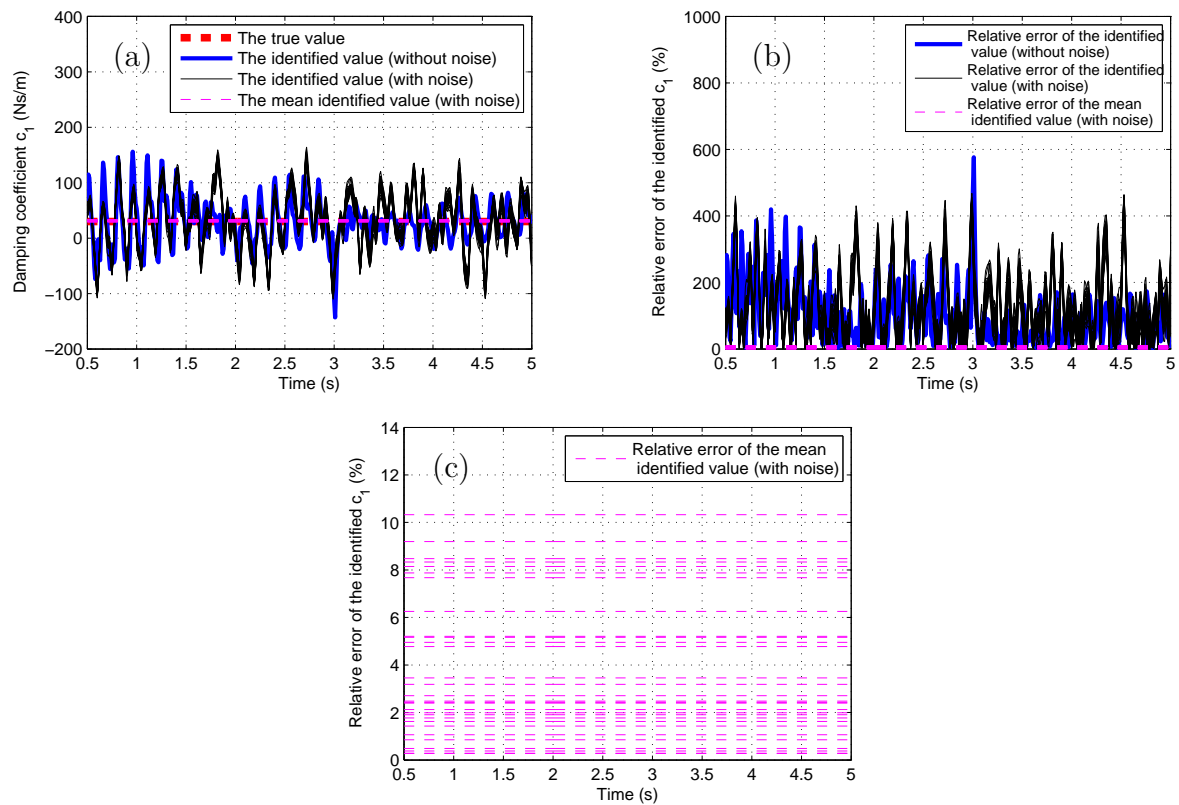 400
300
200
100
0
−100
−200
0.5 1 1.5 2 2.5 3 3.5 4 4.5 5
Time (s)
Damping coefficient c1 (Ns/m)
(a)
The true value
The identified value (without noise)
The identified value (with noise)
The mean identified value (with noise)
1000
800
600
400
200
0
0.5 1 1.5 2 2.5 3 3.5 4 4.5 5
Time (s)
Relative error of the identified c1 (%)
(b)
Relative error of the identified
value (without noise)
Relative error of the identified
value (with noise)
Relative error of the mean
identified value (with noise)
14
12
10
8
6
4
2
0
0.5 1 1.5 2 2.5 3 3.5 4 4.5 5
Time (s)
Relative error of the identified c1 (%)
(c)
Relative error of the mean
identified value (with noise)